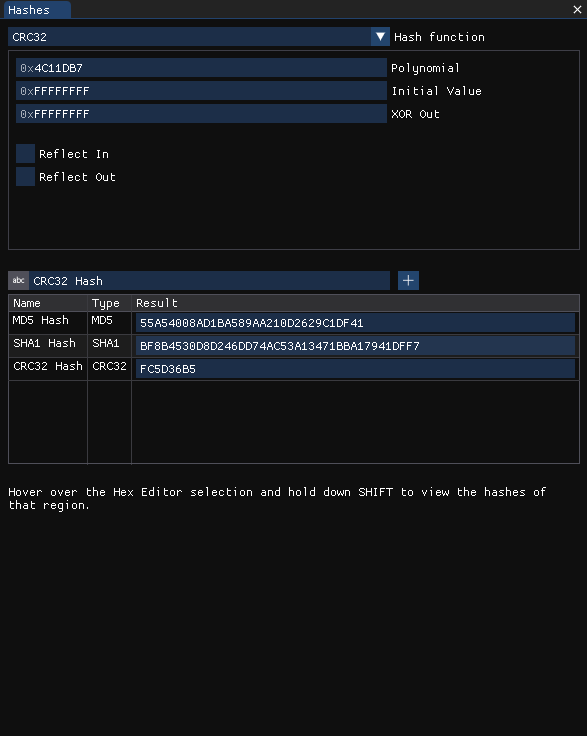 Hashes
CRC32 Hash function
0x4C11DB7 Polynomial
0xFFFFFFFF Initial Value
0xFFFFFFFF XOR Out
Reflect In
Reflect Out
abc CRC32 Hash
Name Type Result
MD5 Hash MD5 55A54008AD1BA589AA210D2629C1DF41
SHA1 Hash SHA1 BF8B4530D8D246DD74AC53A13471BBA17941DFF7
CRC32 Hash CRC32 FC5D36B5
Hover over the Hex Editor selection and hold down SHIFT to view the hashes of
that region.